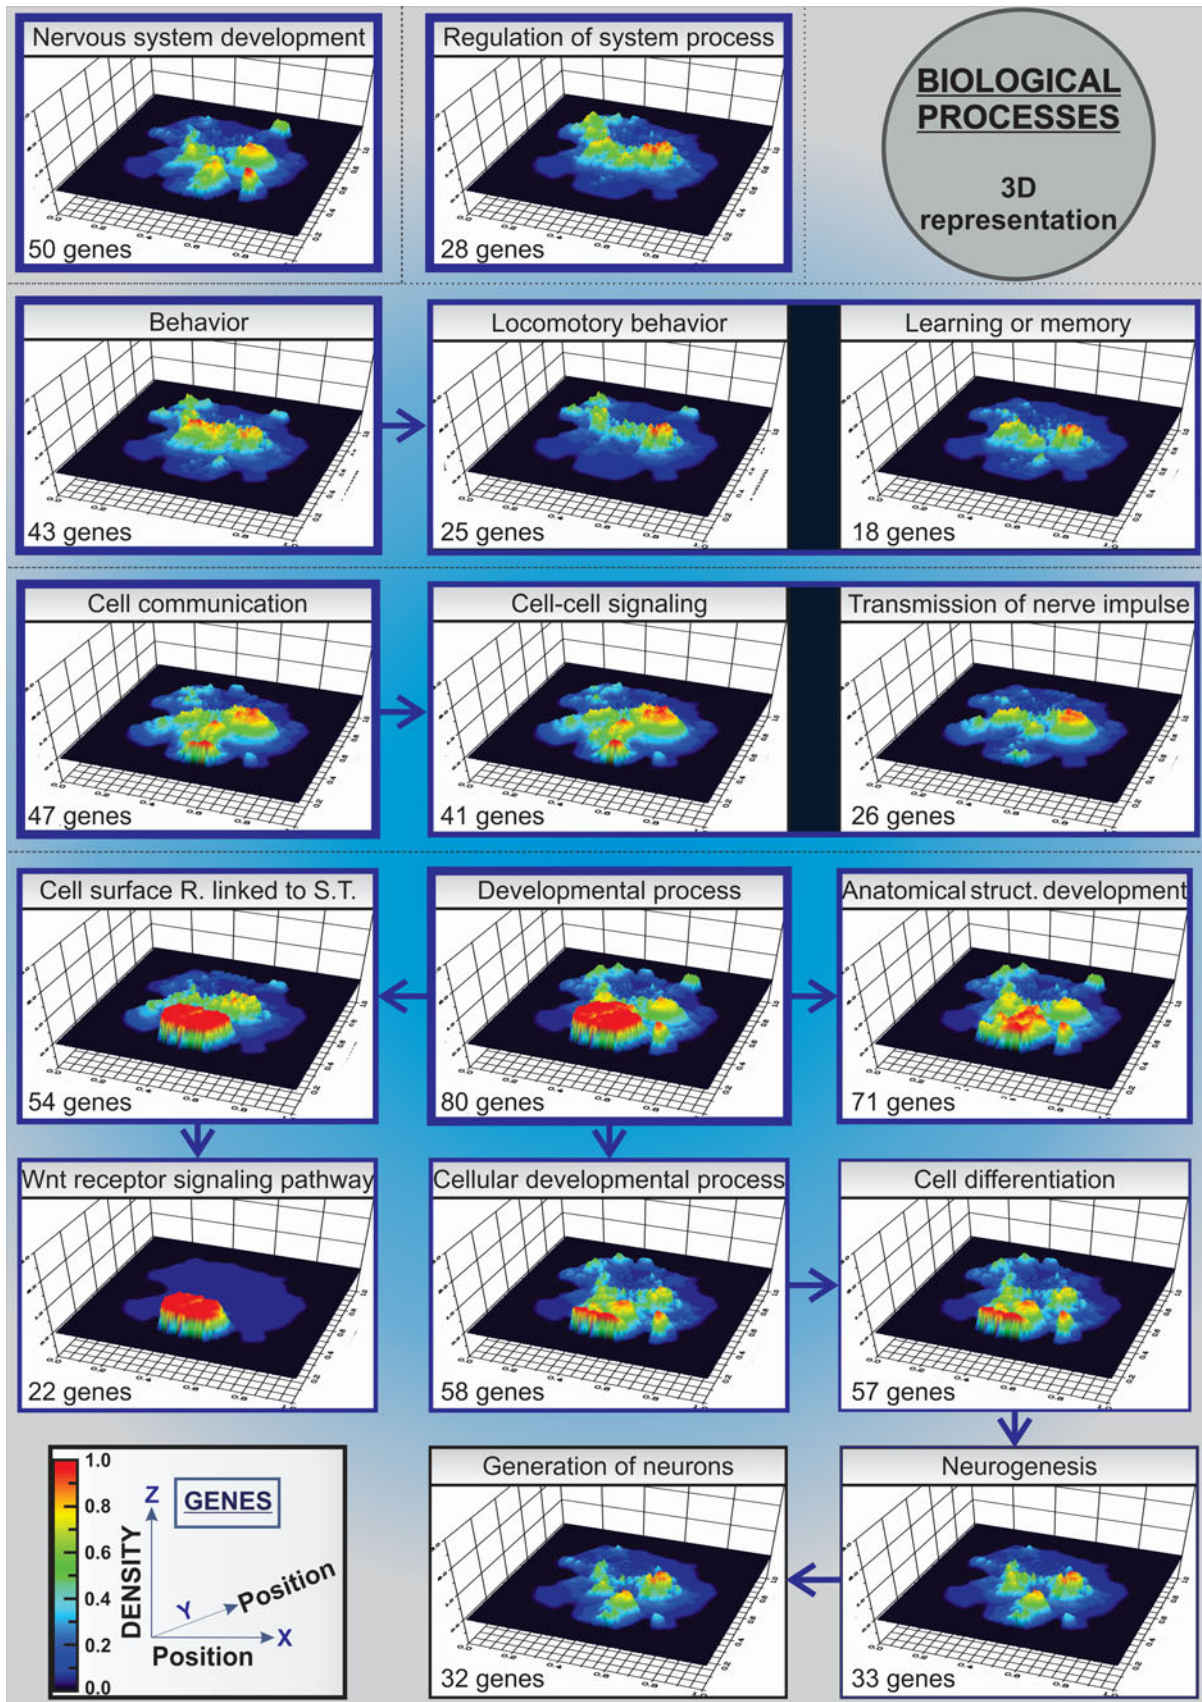 Nervous system development
50 genes
Regulation of system process
28 genes
BIOLOGICAL
PROCESSES
3D
representation
Behavior
43 genes
Locomotory behavior
25 genes
Learning or memory
18 genes
Cell communication
47 genes
Cell-cell signaling
41 genes
Transmission of nerve impulse
26 genes
Cell surface R. linked to S.T.
54 genes
Developmental process
80 genes
Anatomical struct. development
71 genes
Wnt receptor signaling pathway
22 genes
Cellular developmental process
58 genes
Cell differentiation
57 genes
1.0
0.8
0.6
0.4
0.2
0.0
DENSITY
Z
GENES
Y
Position
X
Position
Generation of neurons
32 genes
Neurogenesis
33 genes